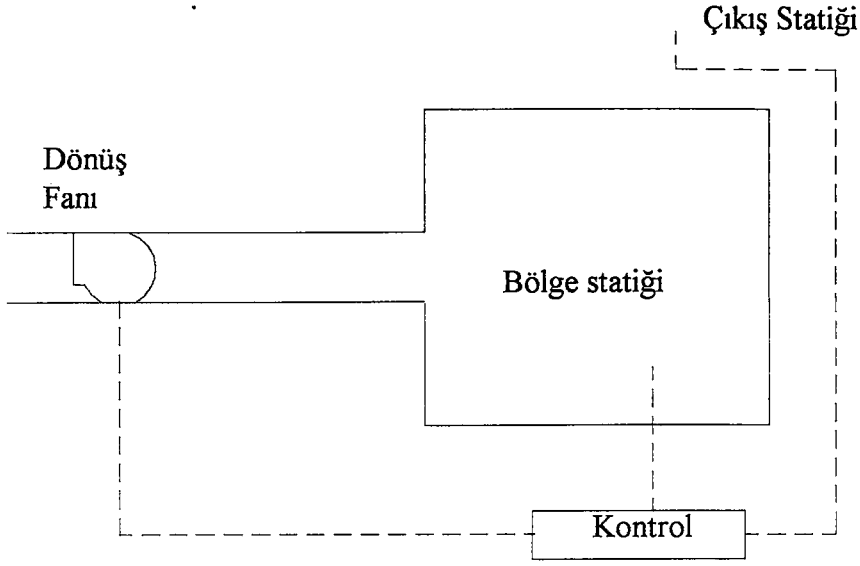 Çıkış Statiği
Dönüş
Fanı
Bölge statiği
Kontrol